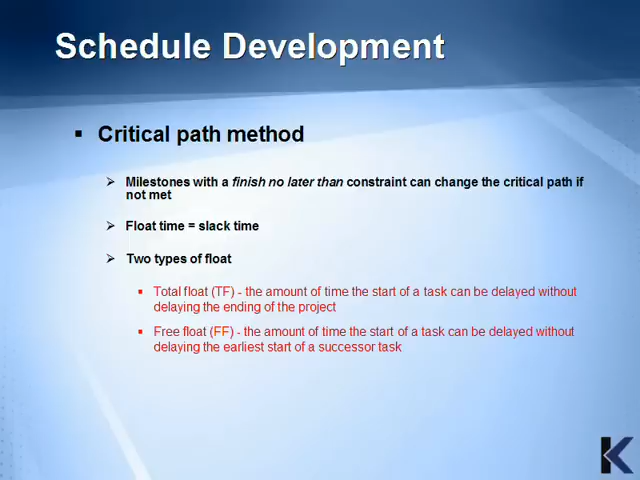 Schedule Development
Critical path method
Milestones with a finish no later than constraint can change the critical path if
not met
Float time = slack time
Two types of float
Total float (TF) - the amount of time the start of a task can be delayed without
delaying the ending of the project
Free float (FF) - the amount of time the start of a task can be delayed without
delaying the earliest start of a successor task
K